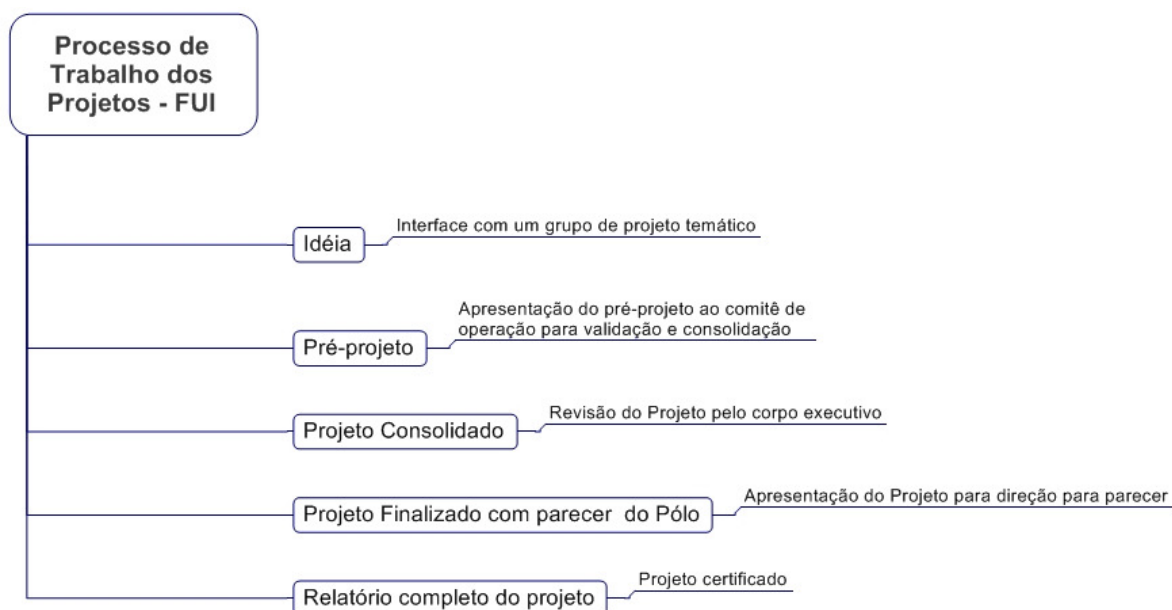 Processo de
Trabalho dos
Projetos - FUI
Idéia
Interface com um grupo de projeto temático
Pré-projeto
Apresentação do pré-projeto ao comitê de
operação para validação e consolidação
Projeto Consolidado
Revisão do Projeto pelo corpo executivo
Projeto Finalizado com parecer do Pólo
Apresentação do Projeto para direção para parecer
Relatório completo do projeto
Projeto certificado